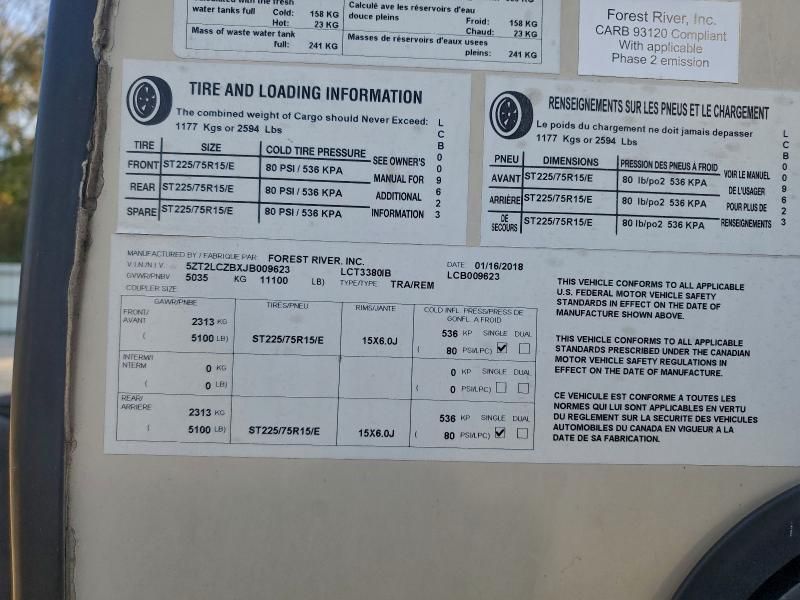 water tanks full Cold: 158 KG
Hot: 23 KG
Mass of waste water tank
full: 241 KG
Calculé avec les réservoirs d'eau
douce pleins Froid: 158 KG
Chaud: 23 KG
Masses de réservoirs d'eaux usees
pleins: 241 KG
Forest River, Inc.
CARB 93120 Compliant
With applicable
Phase 2 emission
TIRE AND LOADING INFORMATION
The combined weight of Cargo should Never Exceed:
1177 Kgs or 2594 Lbs
TIRE SIZE COLD TIRE PRESSURE
FRONT ST225/75R15/E 80 PSI / 536 KPA
REAR ST225/75R15/E 80 PSI / 536 KPA
SPARE ST225/75R15/E 80 PSI / 536 KPA
SEE OWNER'S
MANUAL FOR
ADDITIONAL
INFORMATION
LCB009623
RENSEIGNEMENTS SUR LES PNEUS ET LE CHARGEMENT
Le poids du chargement ne doit jamais depasser
1177 Kgs or 2594 Lbs
PNEU DIMENSIONS PRESSION DES PNEUS À FROID
AVANT ST225/75R15/E 80 lb/po2 536 KPA
ARRIÈRE ST225/75R15/E 80 lb/po2 536 KPA
DE SECOURS ST225/75R15/E 80 lb/po2 536 KPA
VOIR LE MANUEL
DE L'USAGER
POUR PLUS DE
RENSEIGNEMENTS
LCB009623
MANUFACTURED BY / FABRIQUE PAR FOREST RIVER, INC. DATE 01/16/2018
V.I.N./N.I.V. 5ZT2LCZBXJB009623 LCT3380IB LCB009623
GVWR/PNBV 5035 KG 11100 LB) TYPE/TYPE TRA/REM
COUPLER SIZE:
GAWR/PNBE TIRES/PNEU RIMS/JANTE COLD INFL. PRESS/PRESS DE
GONFL. A FROID
FRONT/
AVANT 2313 KG 536 KP SINGLE DUAL
( 5100 LB) ST225/75R15/E 15X6.0J ( 80 PSI/LPC)
INTERM/I
NTERM 0 KG 0 KP SINGLE DUAL
( 0 LB) ( 0 PSI/LPC)
REAR/
ARRIERE 2313 KG 536 KP SINGLE DUAL
( 5100 LB) ST225/75R15/E 15X6.0J ( 80 PSI/LPC)
THIS VEHICLE CONFORMS TO ALL APPLICABLE
U.S. FEDERAL MOTOR VEHICLE SAFETY
STANDARDS IN EFFECT ON THE DATE OF
MANUFACTURE SHOWN ABOVE.
THIS VEHICLE CONFORMS TO ALL APPLICABLE
STANDARDS PRESCRIBED UNDER THE CANADIAN
MOTOR VEHICLE SAFETY REGULATIONS IN
EFFECT ON THE DATE OF MANUFACTURE.
CE VEHICULE EST CONFORME A TOUTES LES
NORMES QUI LUI SONT APPLICABLES EN VERTU
DU REGLEMENT SUR LA SECURITE DES VEHICULES
AUTOMOBILES DU CANADA EN VIGUEUR A LA
DATE DE SA FABRICATION.